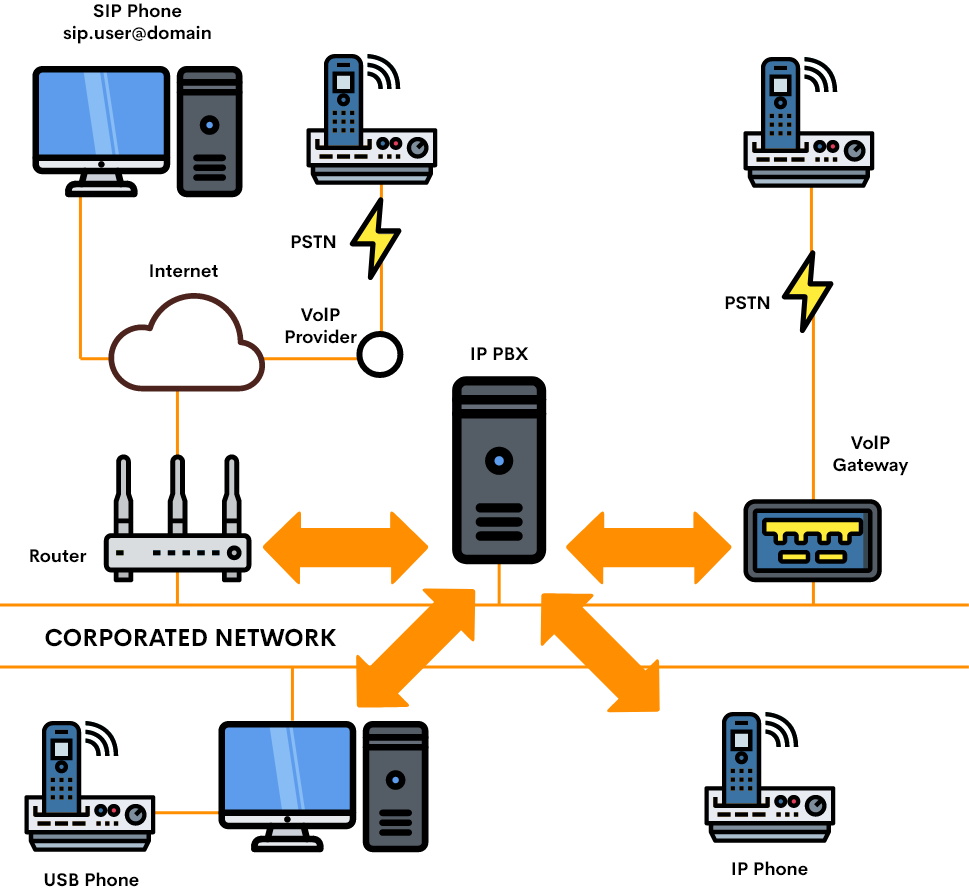 SIP Phone
sip.user@domain
PSTN
Internet
PSTN
VoIP
Provider
IP PBX
VoIP
Gateway
Router
CORPORATED NETWORK
USB Phone
IP Phone